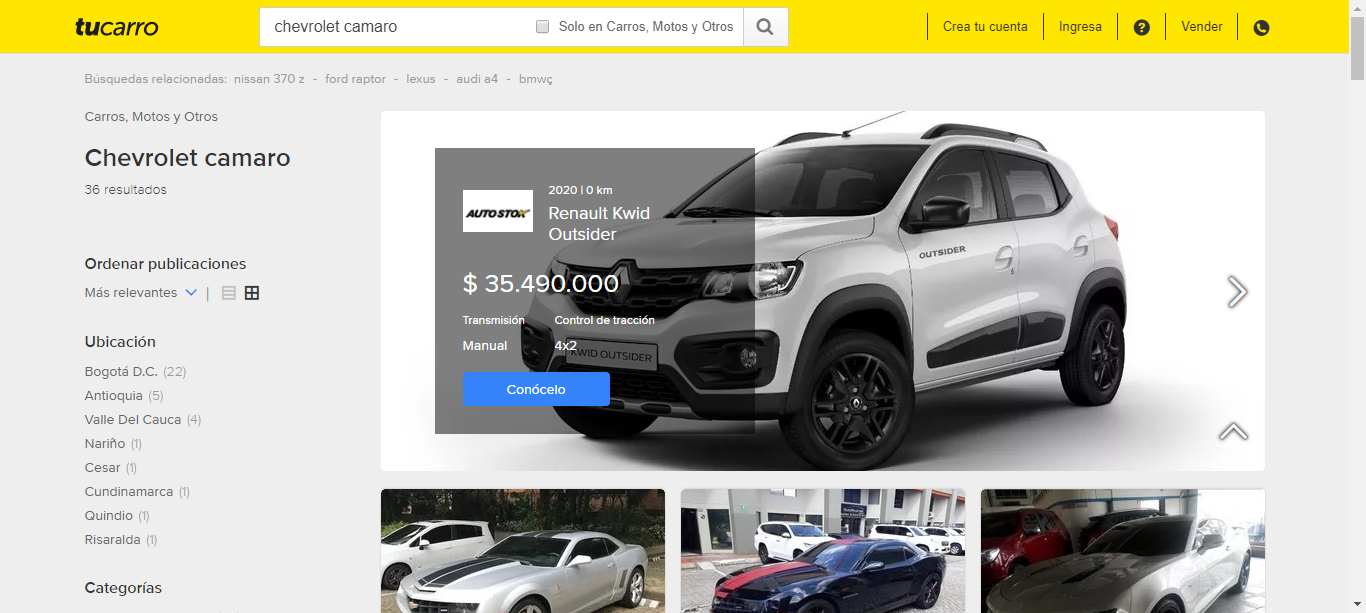 tucarro
chevrolet camaro
Solo en Carros, Motos y Otros
Crea tu cuenta
Ingresa
?
Vender
Búsquedas relacionadas: nissan 370 z - ford raptor - lexus - audi a4 - bmwç
Carros, Motos y Otros
Chevrolet camaro
36 resultados
Ordenar publicaciones
Más relevantes |
Ubicación
Bogotá D.C. (22)
Antioquia (5)
Valle Del Cauca (4)
Nariño (1)
Cesar (1)
Cundinamarca (1)
Quindio (1)
Risaralda (1)
Categorías
AUTOSTOK
2020 | 0 km
Renault Kwid
Outsider
$ 35.490.000
Transmisión Control de tracción
Manual 4x2
Conócelo
KWID OUTSIDER
OUTSIDER